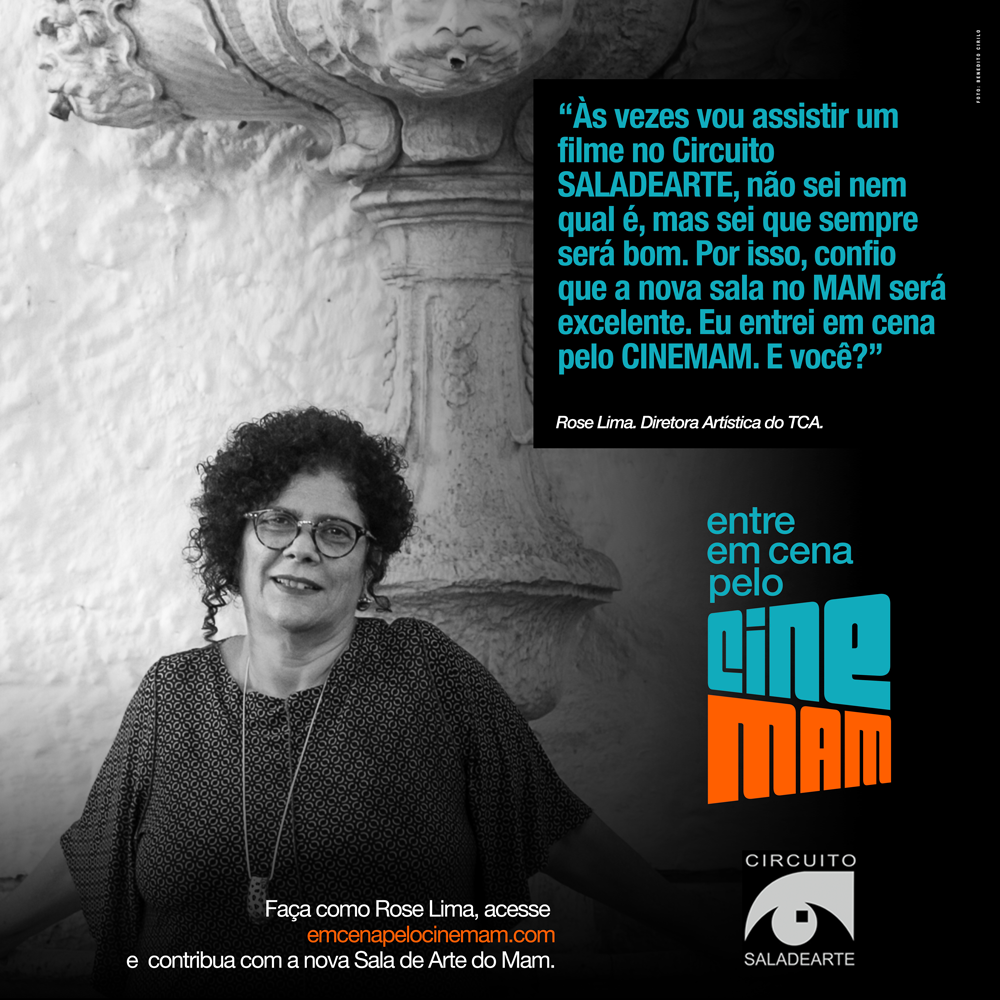 FOTO: BENEDITO CIRILO
“Às vezes vou assistir um
filme no Circuito
SALADEARTE, não sei nem
qual é, mas sei que sempre
será bom. Por isso, confio
que a nova sala no MAM será
excelente. Eu entrei em cena
pelo CINEMAM. E você?”
Rose Lima. Diretora Artística do TCA.
entre
em cena
pelo
cine
MAM
CIRCUITO
SALADEARTE
Faça como Rose Lima, acesse
emcenapelocinemam.com
e contribua com a nova Sala de Arte do Mam.